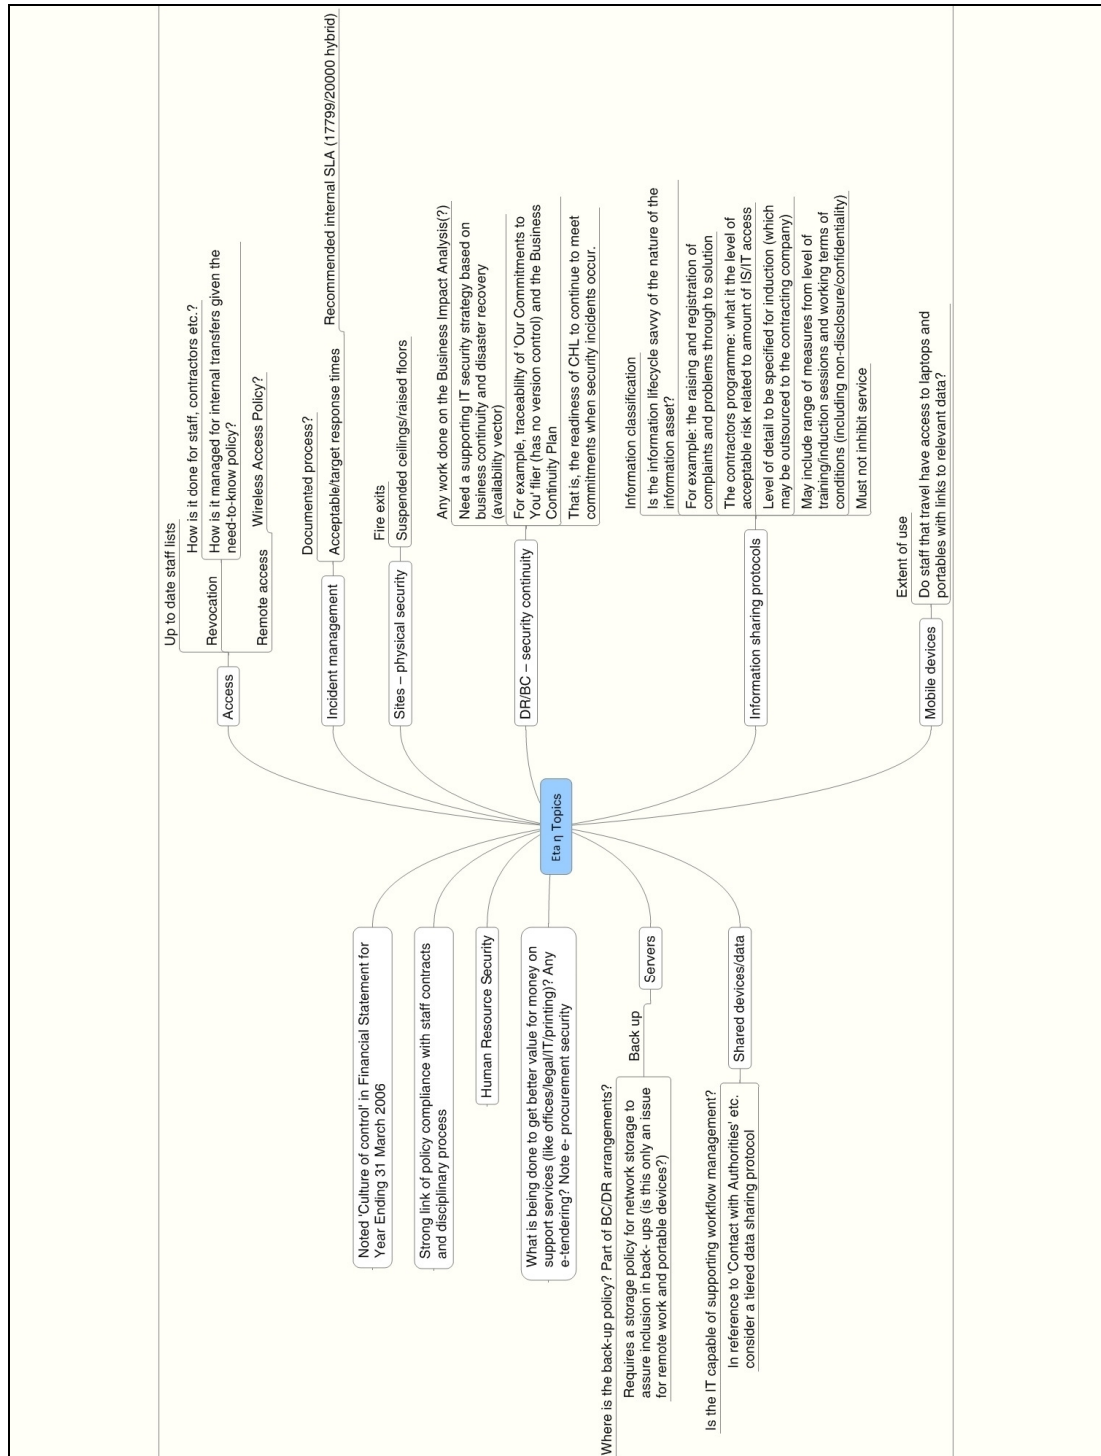 Eta η Topics
Access
Up to date staff lists
Revocation
How is it done for staff, contractors etc.?
How is it managed for internal transfers given the
need-to-know policy?
Remote access
Wireless Access Policy?
Incident management
Documented process?
Acceptable/target response times
Recommended internal SLA (17799/20000 hybrid)
Sites – physical security
Fire exits
Suspended ceilings/raised floors
DR/BC – security continuity
Any work done on the Business Impact Analysis(?)
Need a supporting IT security strategy based on
business continuity and disaster recovery
(availability vector)
For example, traceability of 'Our Commitments to
You' flier (has no version control) and the Business
Continuity Plan
That is, the readiness of CHL to continue to meet
commitments when security incidents occur.
Information sharing protocols
Information classification
Is the information lifecycle savvy of the nature of the
information asset?
For example: the raising and registration of
complaints and problems through to solution
The contractors programme: what it the level of
acceptable risk related to amount of IS/IT access
Level of detail to be specified for induction (which
may be outsourced to the contracting company)
May include range of measures from level of
training/induction sessions and working terms of
conditions (including non-disclosure/confidentiality)
Must not inhibit service
Mobile devices
Extent of use
Do staff that travel have access to laptops and
portables with links to relevant data?
Noted 'Culture of control' in Financial Statement for
Year Ending 31 March 2006
Strong link of policy compliance with staff contracts
and disciplinary process
Human Resource Security
What is being done to get better value for money on
support services (like offices/legal/IT/printing)? Any
e-tendering? Note e- procurement security
Servers
Back up
Where is the back-up policy? Part of BC/DR arrangements?
Requires a storage policy for network storage to
assure inclusion in back- ups (is this only an issue
for remote work and portable devices?)
Shared devices/data
Is the IT capable of supporting workflow management?
In reference to 'Contact with Authorities' etc.
consider a tiered data sharing protocol